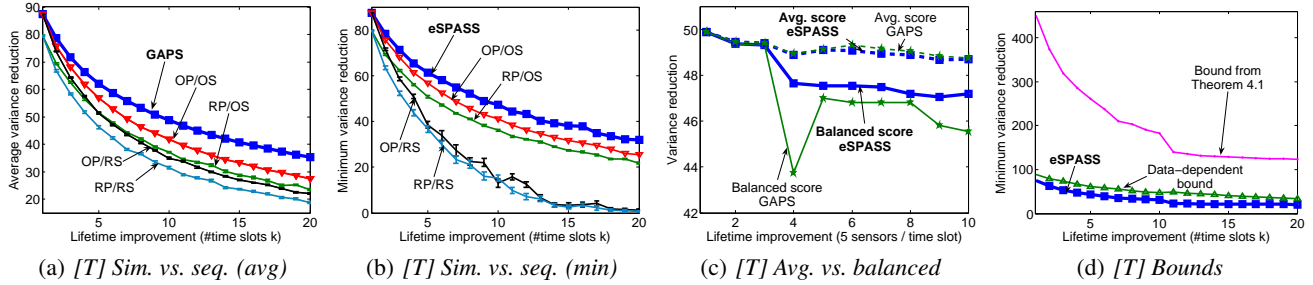 90
80
70
60
50
40
30
20
5
10
15
20
Average variance reduction
Lifetime improvement (#time slots k)
GAPS
OP/OS
RP/OS
OP/RS
RP/RS
(a) [T] Sim. vs. seq. (avg)
80
60
40
20
0
5
10
15
20
Minimum variance reduction
Lifetime improvement (#time slots k)
eSPASS
OP/OS
RP/OS
OP/RS
RP/RS
(b) [T] Sim. vs. seq. (min)
50
48
46
44
42
2
4
6
8
10
Variance reduction
Lifetime improvement (5 sensors / time slot)
Avg. score
eSPASS
Avg. score
GAPS
Balanced score
eSPASS
Balanced score
GAPS
(c) [T] Avg. vs. balanced
400
300
200
100
50
0
5
10
15
20
Minimum variance reduction
Lifetime improvement (#time slots k)
Bound from
Theorem 4.1
eSPASS
Data−dependent
bound
(d) [T] Bounds